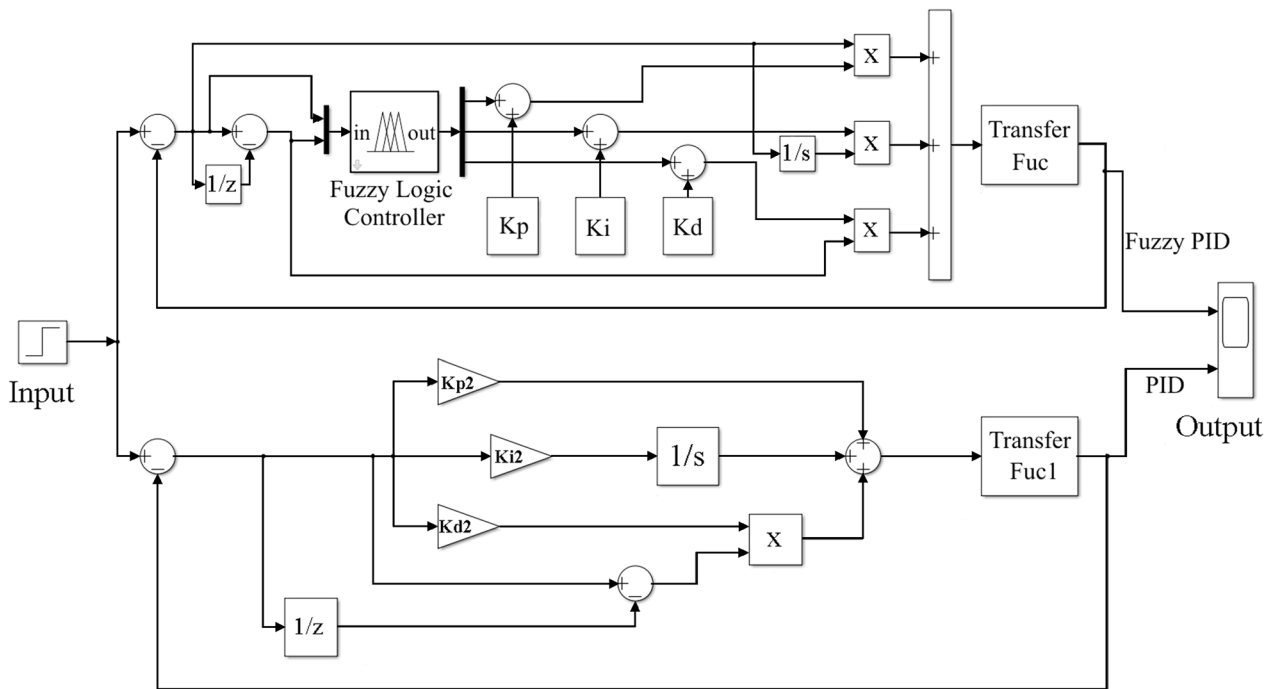 X
in out
Transfer
Fuc
1/s
X
1/z
Fuzzy Logic
Controller
Kp
Ki
Kd
X
Fuzzy PID
Input
Kp2
PID
Output
Ki2
1/s
Transfer
Fuc1
Kd2
X
1/z